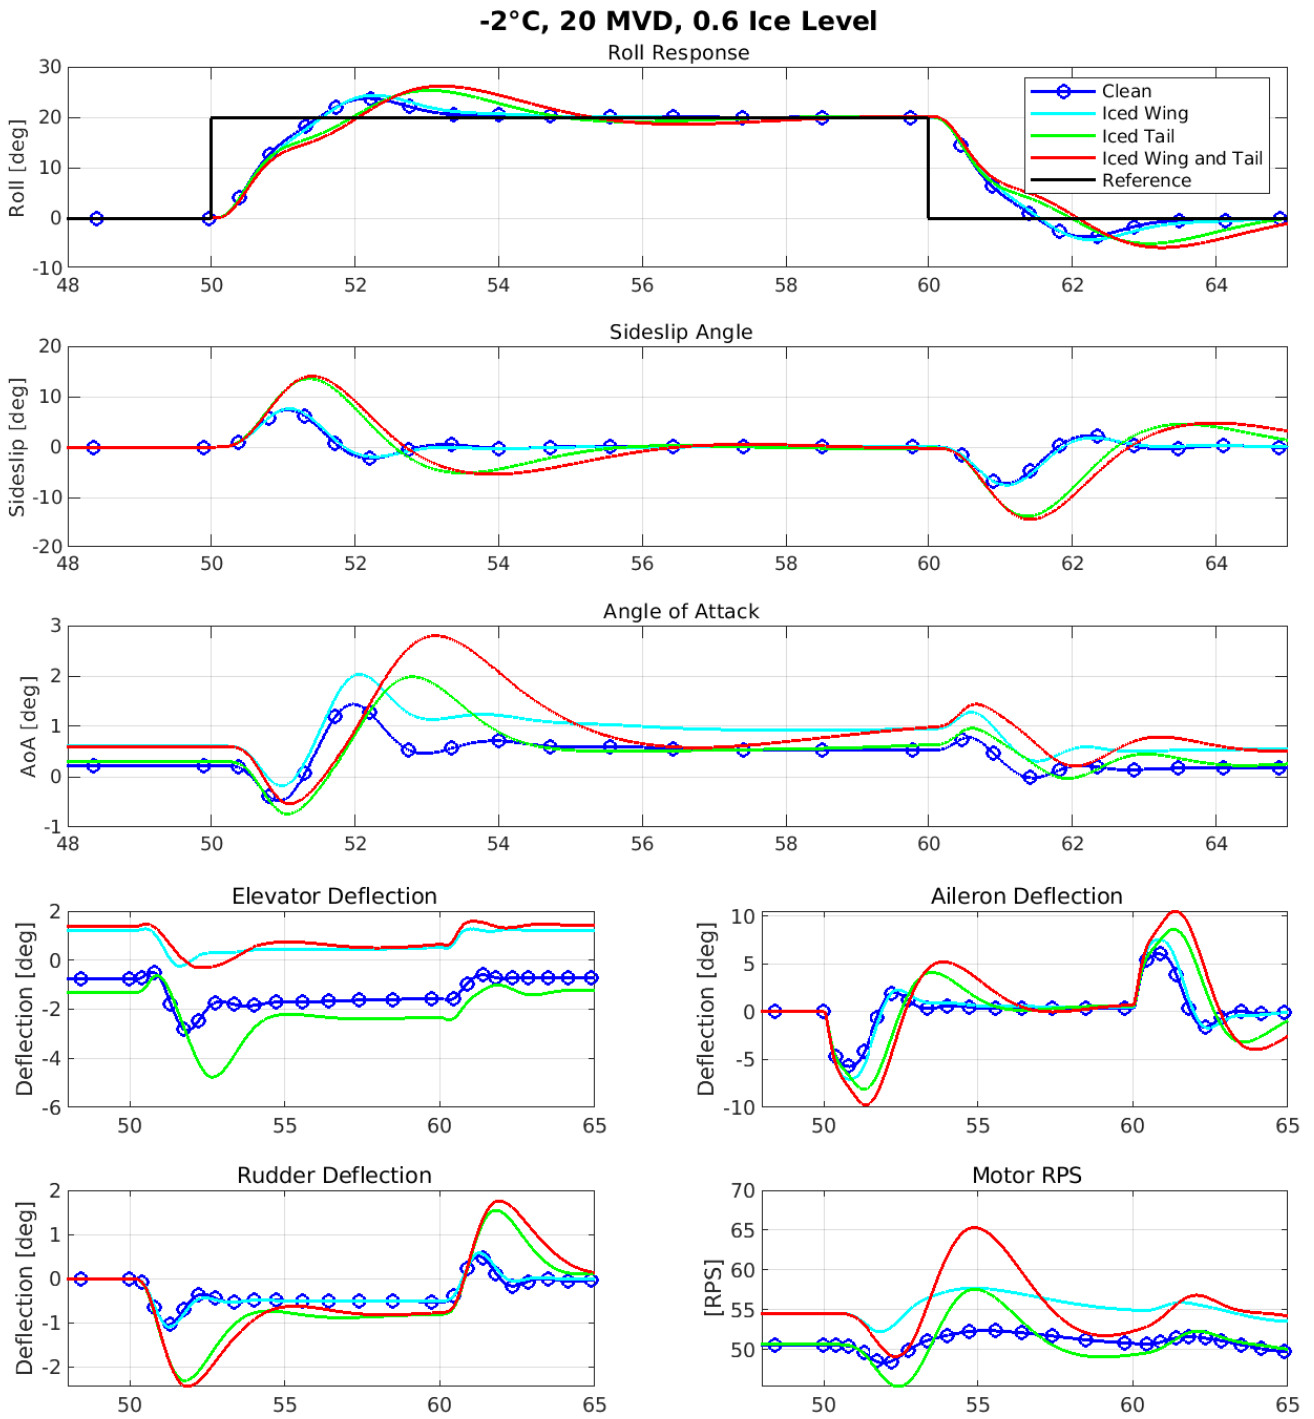 -2°C, 20 MVD, 0.6 Ice Level
Roll Response
Roll [deg]
30
20
10
0
-10
48 50 52 54 56 58 60 62 64
Clean
Iced Wing
Iced Tail
Iced Wing and Tail
Reference
Sideslip Angle
Sideslip [deg]
20
10
0
-10
-20
48 50 52 54 56 58 60 62 64
Angle of Attack
AoA [deg]
3
2
1
0
-1
48 50 52 54 56 58 60 62 64
Elevator Deflection
Deflection [deg]
2
0
-2
-4
-6
50 55 60 65
Aileron Deflection
Deflection [deg]
10
5
0
-5
-10
50 55 60 65
Rudder Deflection
Deflection [deg]
2
1
0
-1
-2
50 55 60 65
Motor RPS
[RPS]
70
65
60
55
50
50 55 60 65